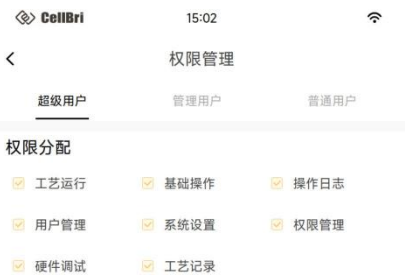 CellBri 15:02
权限管理
超级用户 管理用户 普通用户
权限分配
工艺运行 基础操作 操作日志
用户管理 系统设置 权限管理
硬件调试 工艺记录